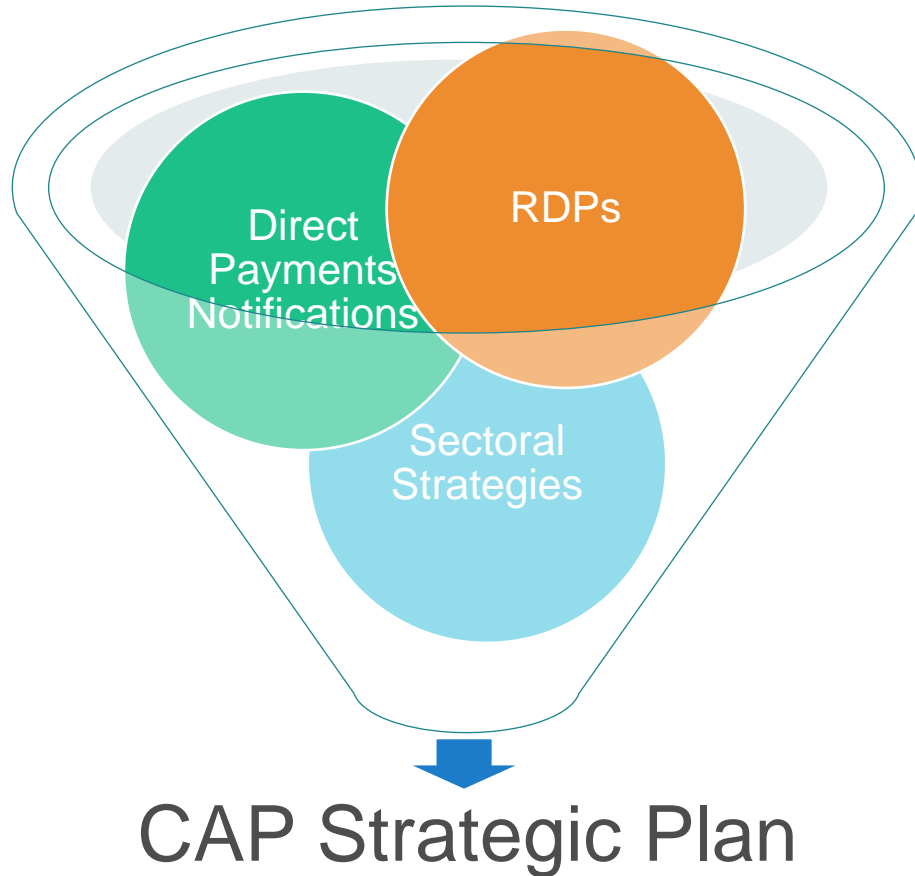 RDPs
Direct
Payments
Notifications
Sectoral
Strategies
CAP Strategic Plan